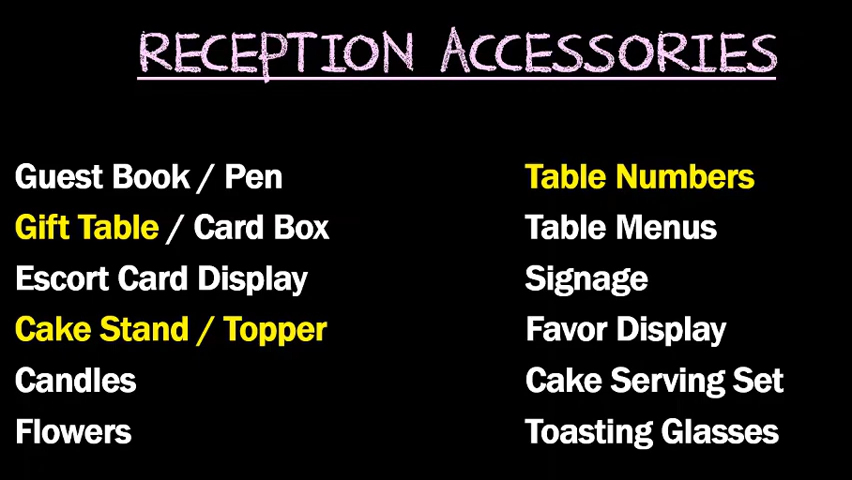 RECEPTION ACCESSORIES
Guest Book / Pen
Gift Table / Card Box
Escort Card Display
Cake Stand / Topper
Candles
Flowers
Table Numbers
Table Menus
Signage
Favor Display
Cake Serving Set
Toasting Glasses